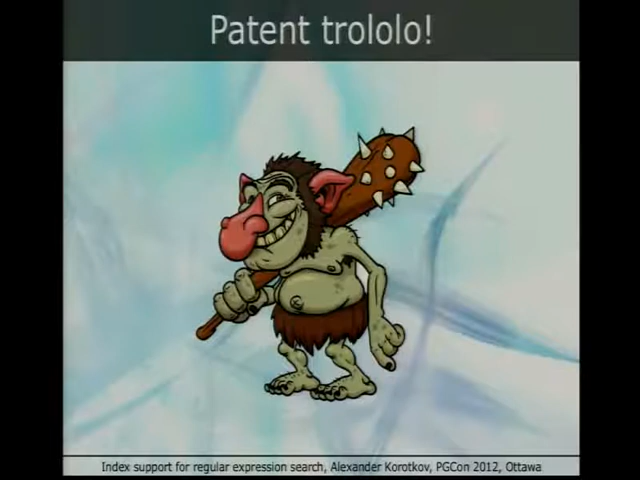 Patent trololo!
Index support for regular expression search, Alexander Korotkov, PGCon 2012, Ottawa